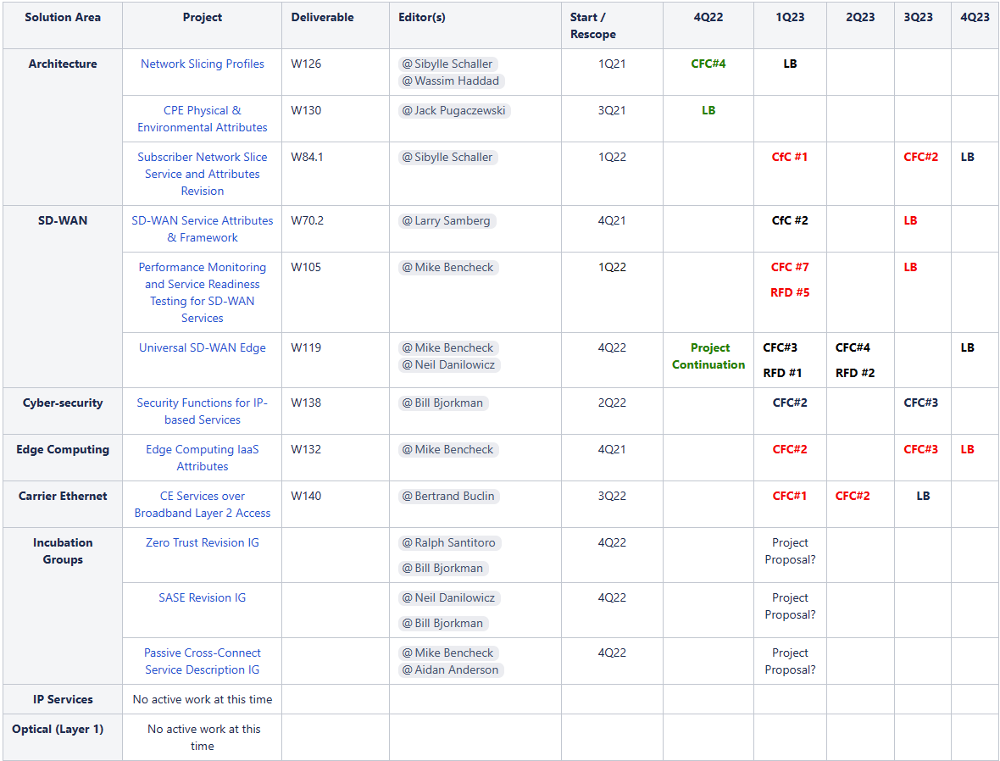 Solution Area Project Deliverable Editor(s) Start / 4Q22 1Q23 2Q23 3Q23 4Q23
Rescope
Architecture Network Slicing Profiles W126 @Sibylle Schaller 1Q21 CFC#4 LB
@Wassim Haddad
CPE Physical & W130 @Jack Pugaczewski 3Q21 LB
Environmental Attributes
Subscriber Network Slice W84.1 @Sibylle Schaller 1Q22 CfC #1 CFC#2 LB
Service and Attributes
Revision
SD-WAN SD-WAN Service Attributes W70.2 @Larry Samberg 4Q21 CfC #2 LB
& Framework
Performance Monitoring W105 @Mike Bencheck 1Q22 CFC #7 LB
and Service Readiness
Testing for SD-WAN RFD #5
Services
Universal SD-WAN Edge W119 @Mike Bencheck 4Q22 Project CFC#3 CFC#4 LB
@Neil Danilowicz Continuation RFD #1 RFD #2
Cyber-security Security Functions for IP- W138 @Bill Bjorkman 2Q22 CFC#2 CFC#3
based Services
Edge Computing Edge Computing IaaS W132 @Mike Bencheck 4Q21 CFC#2 CFC#3 LB
Attributes
Carrier Ethernet CE Services over W140 @Bertrand Buclin 3Q22 CFC#1 CFC#2 LB
Broadband Layer 2 Access
Incubation Zero Trust Revision IG @Ralph Santitoro 4Q22 Project
Groups Proposal?
@Bill Bjorkman
SASE Revision IG @Neil Danilowicz 4Q22 Project
Proposal?
@Bill Bjorkman
Passive Cross-Connect @Mike Bencheck 4Q22 Project
Service Description IG @Aidan Anderson Proposal?
IP Services No active work at this time
Optical (Layer 1) No active work at this
time